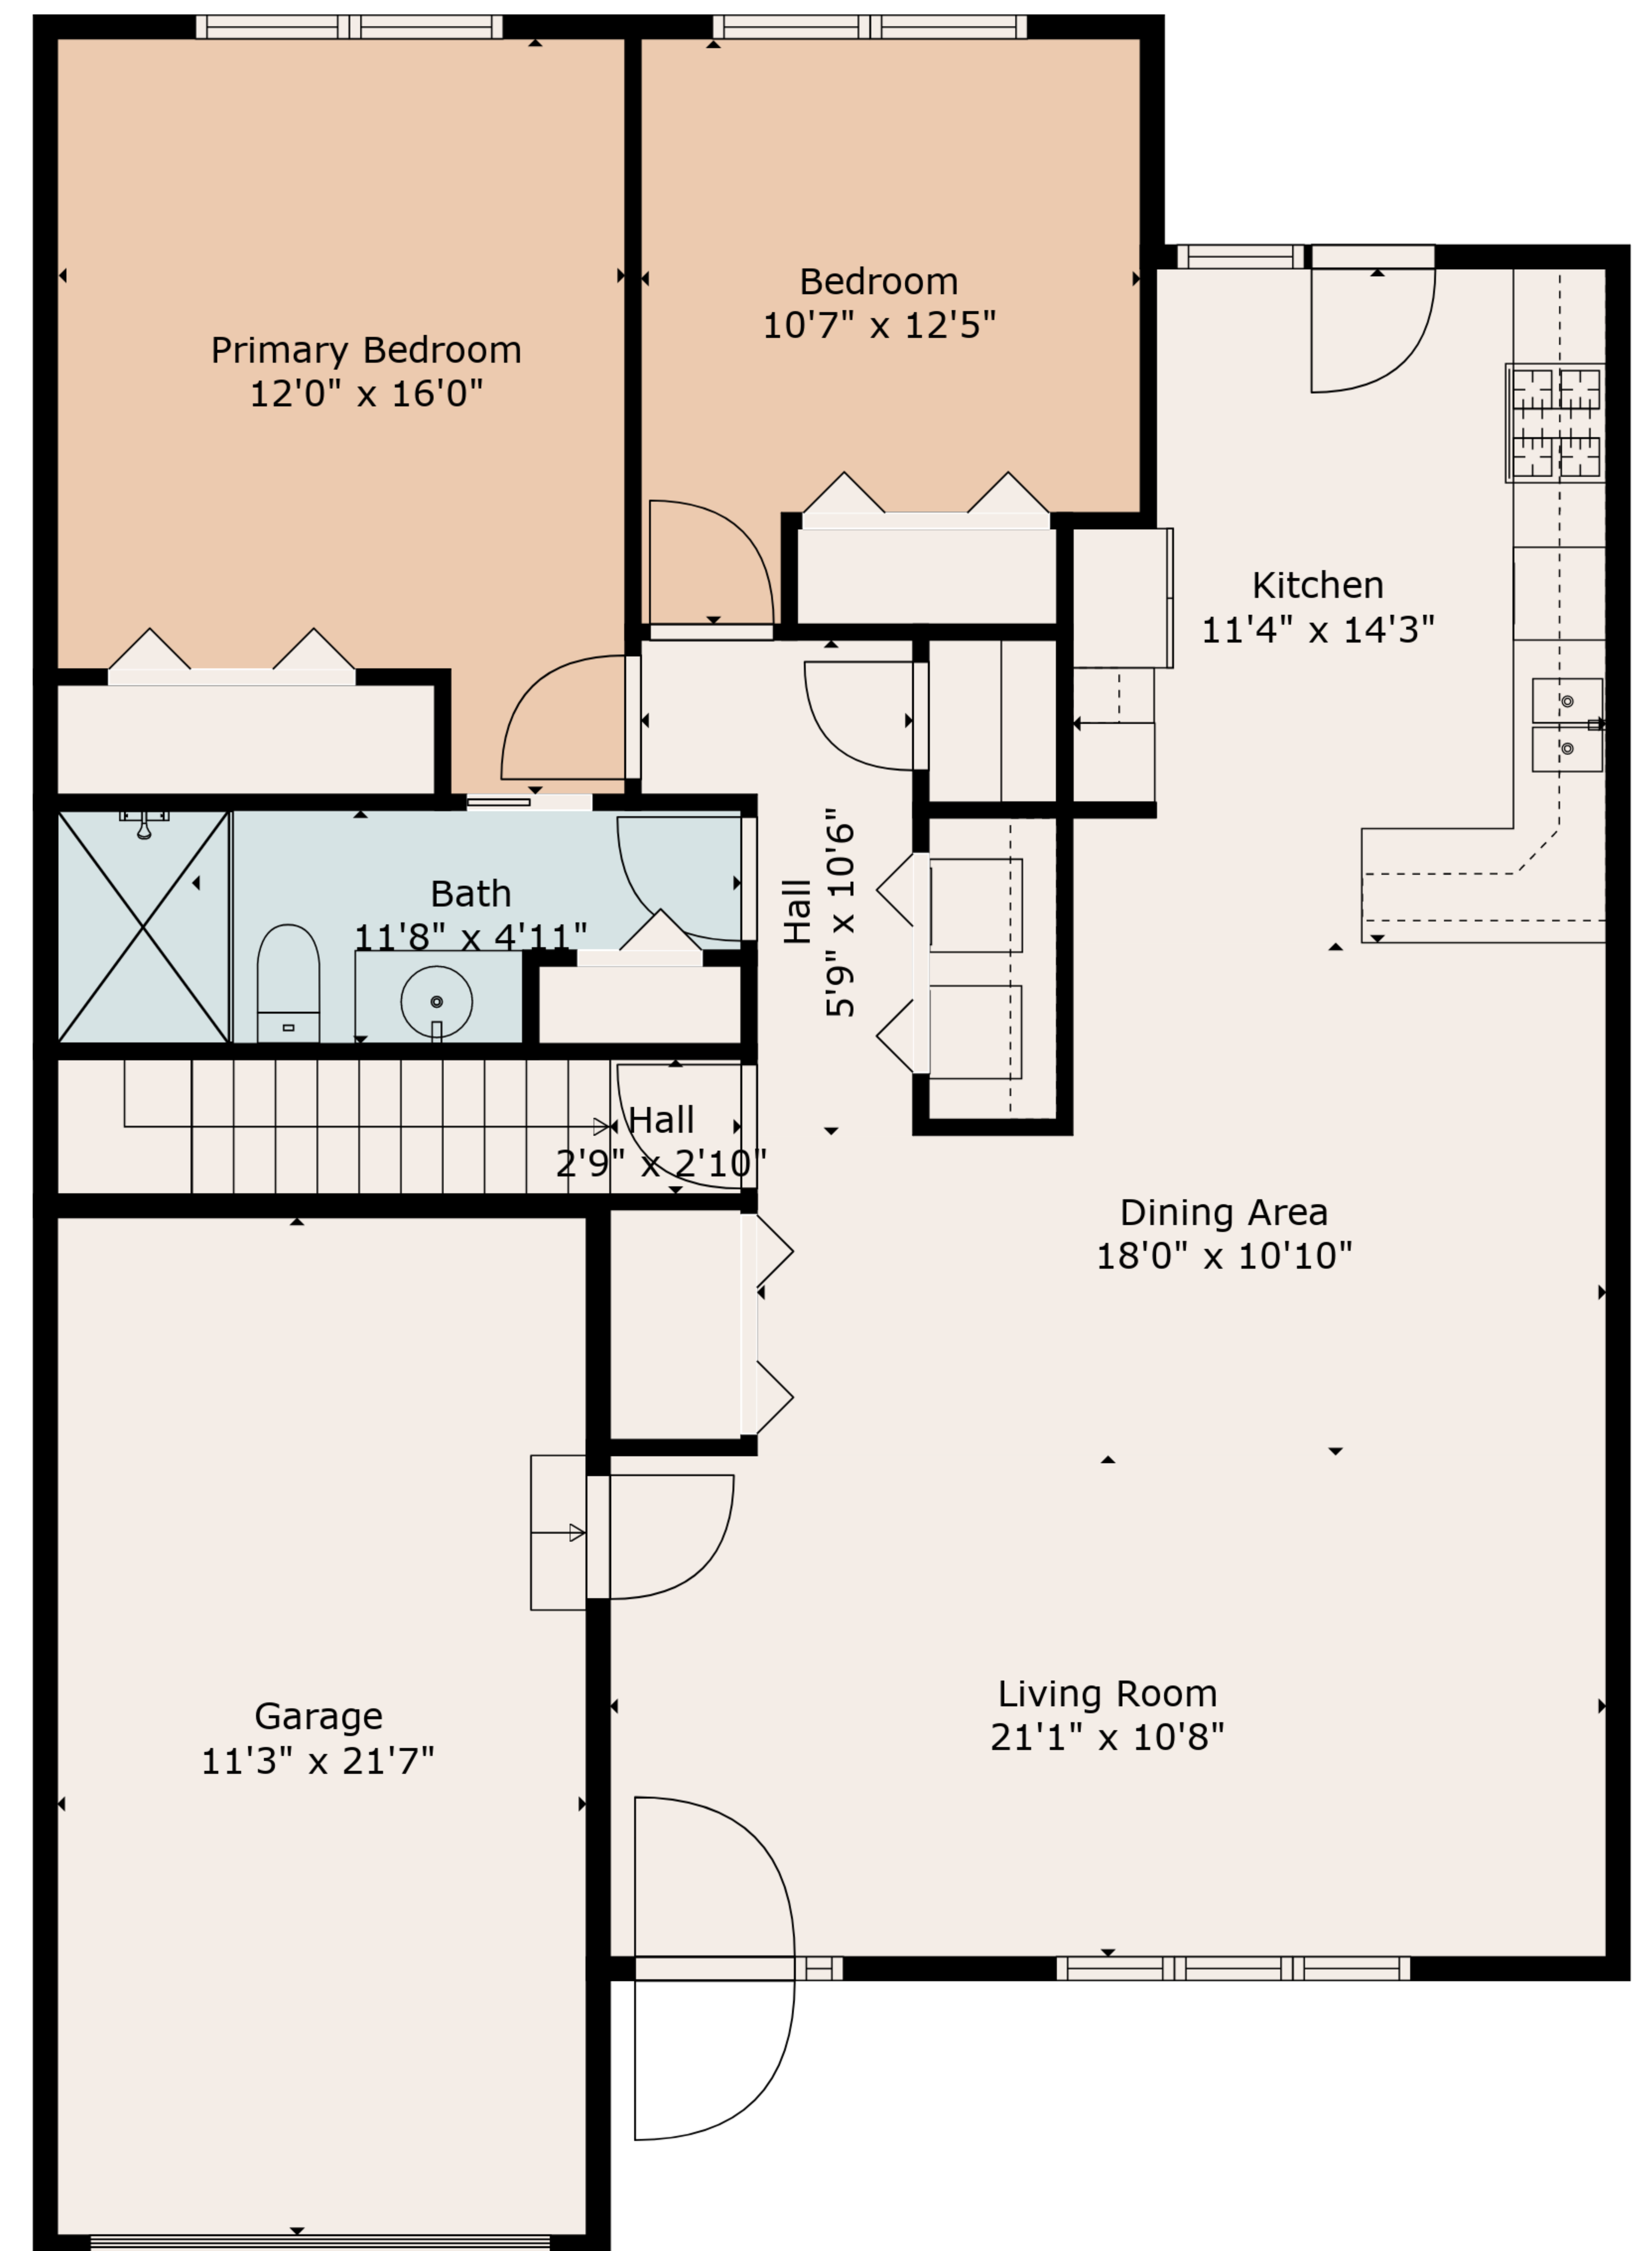 Bedroom
10'7" x 12'5"
Primary Bedroom
12'0" x 16'0"
Kitchen
11'4" x 14'3"
Bath
11'8" x 4'11"
Hall
5'9" x 10'6"
Hall
2'9" x 2'10"
Dining Area
18'0" x 10'10"
Living Room
21'1" x 10'8"
Garage
11'3" x 21'7"